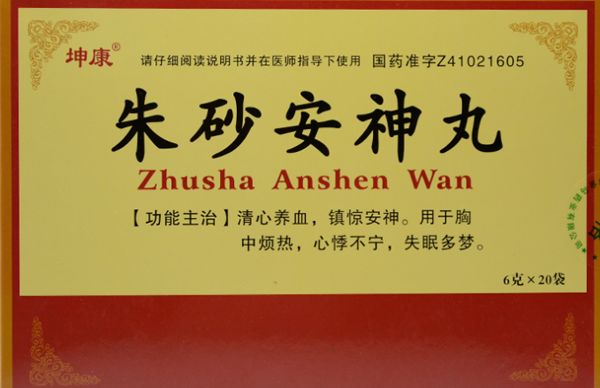 坤康®
请仔细阅读说明书并在医师指导下使用 国药准字Z41021605
朱砂安神丸
Zhusha Anshen Wan
【功能主治】清心养血，镇惊安神。用于胸
中烦热，心悸不宁，失眠多梦。
6克×20袋